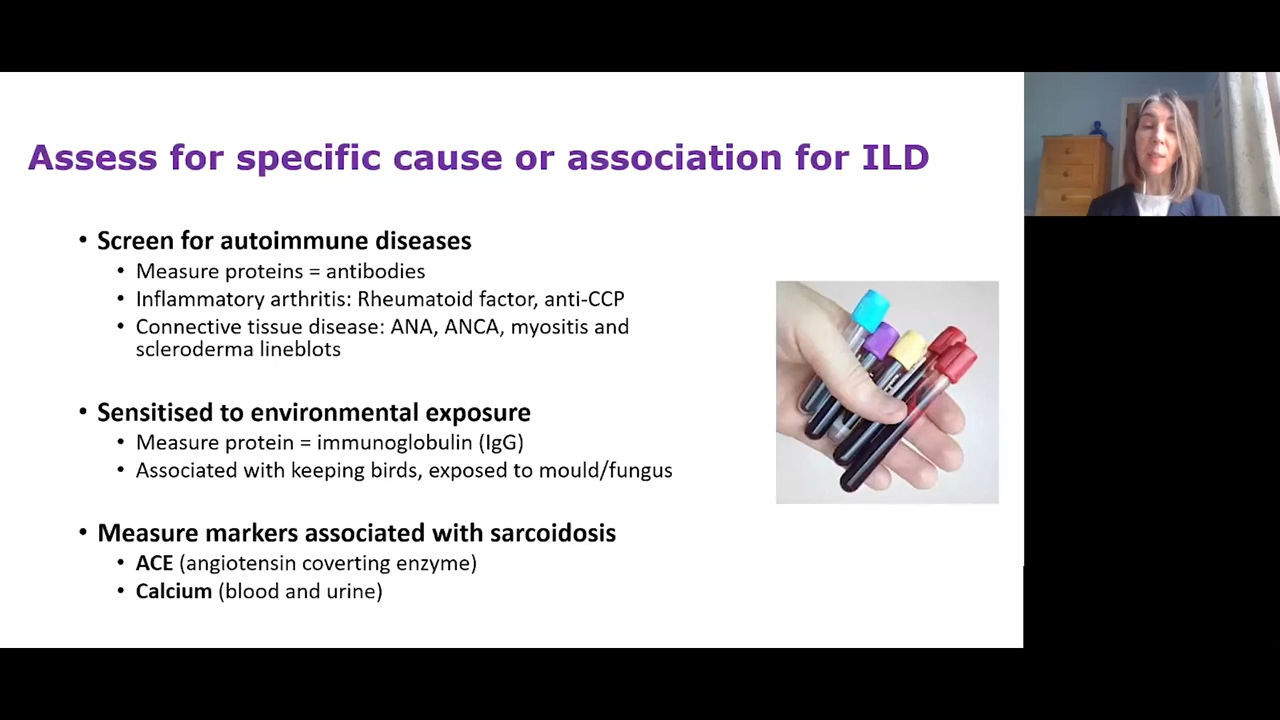 Assess for specific cause or association for ILD
• Screen for autoimmune diseases
• Measure proteins = antibodies
• Inflammatory arthritis: Rheumatoid factor, anti-CCP
• Connective tissue disease: ANA, ANCA, myositis and
scleroderma lineblots
• Sensitised to environmental exposure
• Measure protein = immunoglobulin (IgG)
• Associated with keeping birds, exposed to mould/fungus
• Measure markers associated with sarcoidosis
• ACE (angiotensin coverting enzyme)
• Calcium (blood and urine)